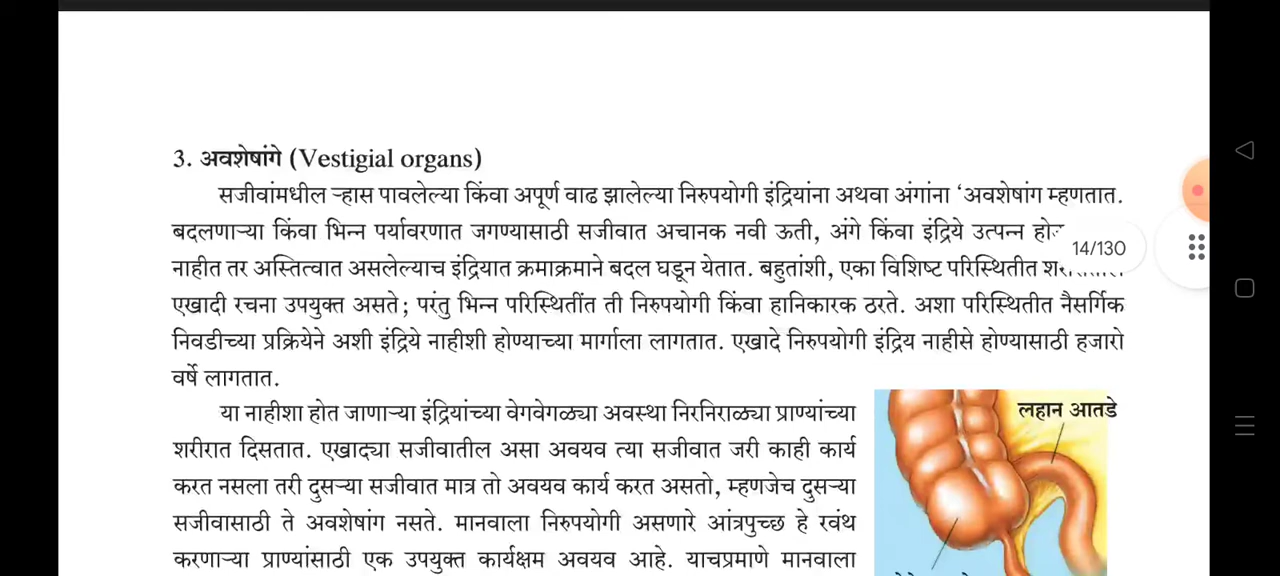 3. अवशेषांगे (Vestigial organs)
सजीवांमधील ऱ्हास पावलेल्या किंवा अपूर्ण वाढ झालेल्या निरुपयोगी इंद्रियांना अथवा अंगांना ‘अवशेषांग म्हणतात.
बदलणाऱ्या किंवा भिन्न पर्यावरणात जगण्यासाठी सजीवात अचानक नवी ऊती, अंगे किंवा इंद्रिये उत्पन्न
14/130
नाहीत तर अस्तित्वात असलेल्याच इंद्रियात क्रमाक्रमाने बदल घडून येतात. बहुतांशी, एका विशिष्ट परिस्थितीत
एखादी रचना उपयुक्त असते; परंतु भिन्न परिस्थितींत ती निरुपयोगी किंवा हानिकारक ठरते. अशा परिस्थितीत नैसर्गिक
निवडीच्या प्रक्रियेने अशी इंद्रिये नाहीशी होण्याच्या मार्गाला लागतात. एखादे निरुपयोगी इंद्रिय नाहीसे होण्यासाठी हजारो
वर्षे लागतात.
या नाहीशा होत जाणाऱ्या इंद्रियांच्या वेगवेगळ्या अवस्था निरनिराळ्या प्राण्यांच्या
शरीरात दिसतात. एखाद्या सजीवातील असा अवयव त्या सजीवात जरी काही कार्य
करत नसला तरी दुसऱ्या सजीवात मात्र तो अवयव कार्य करत असतो, म्हणजेच दुसऱ्या
सजीवासाठी ते अवशेषांग नसते. मानवाला निरुपयोगी असणारे आंत्रपुच्छ हे रवंथ
करणाऱ्या प्राण्यांसाठी एक उपयुक्त कार्यक्षम अवयव आहे. याचप्रमाणे मानवाला
लहान आतडे